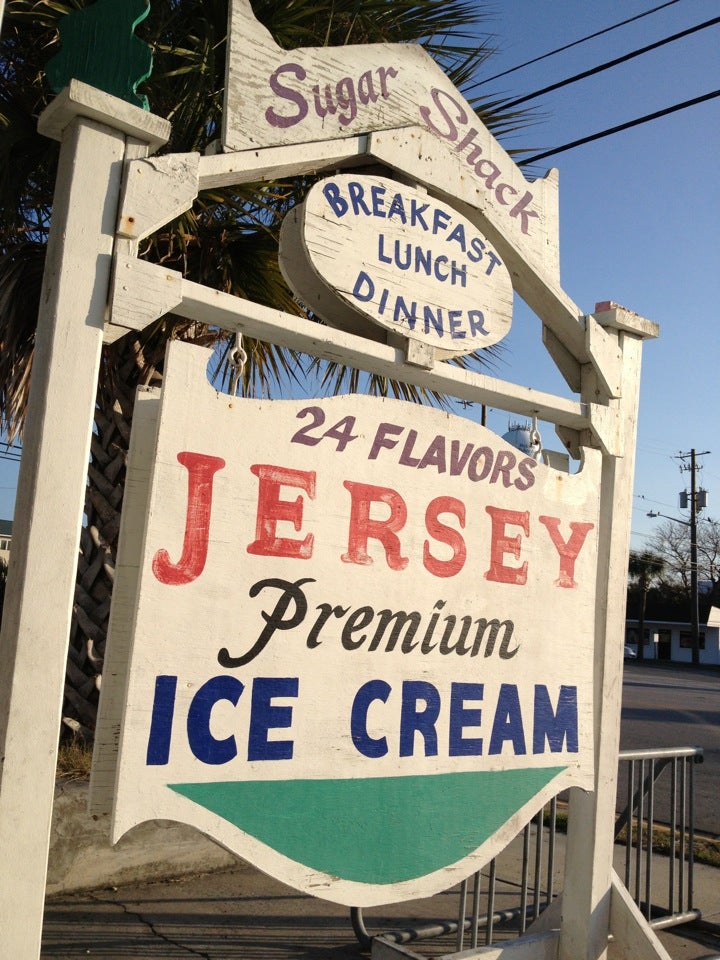 Sugar Shack
BREAKFAST
LUNCH
DINNER
24 FLAVORS
JERSEY
Premium
ICE CREAM